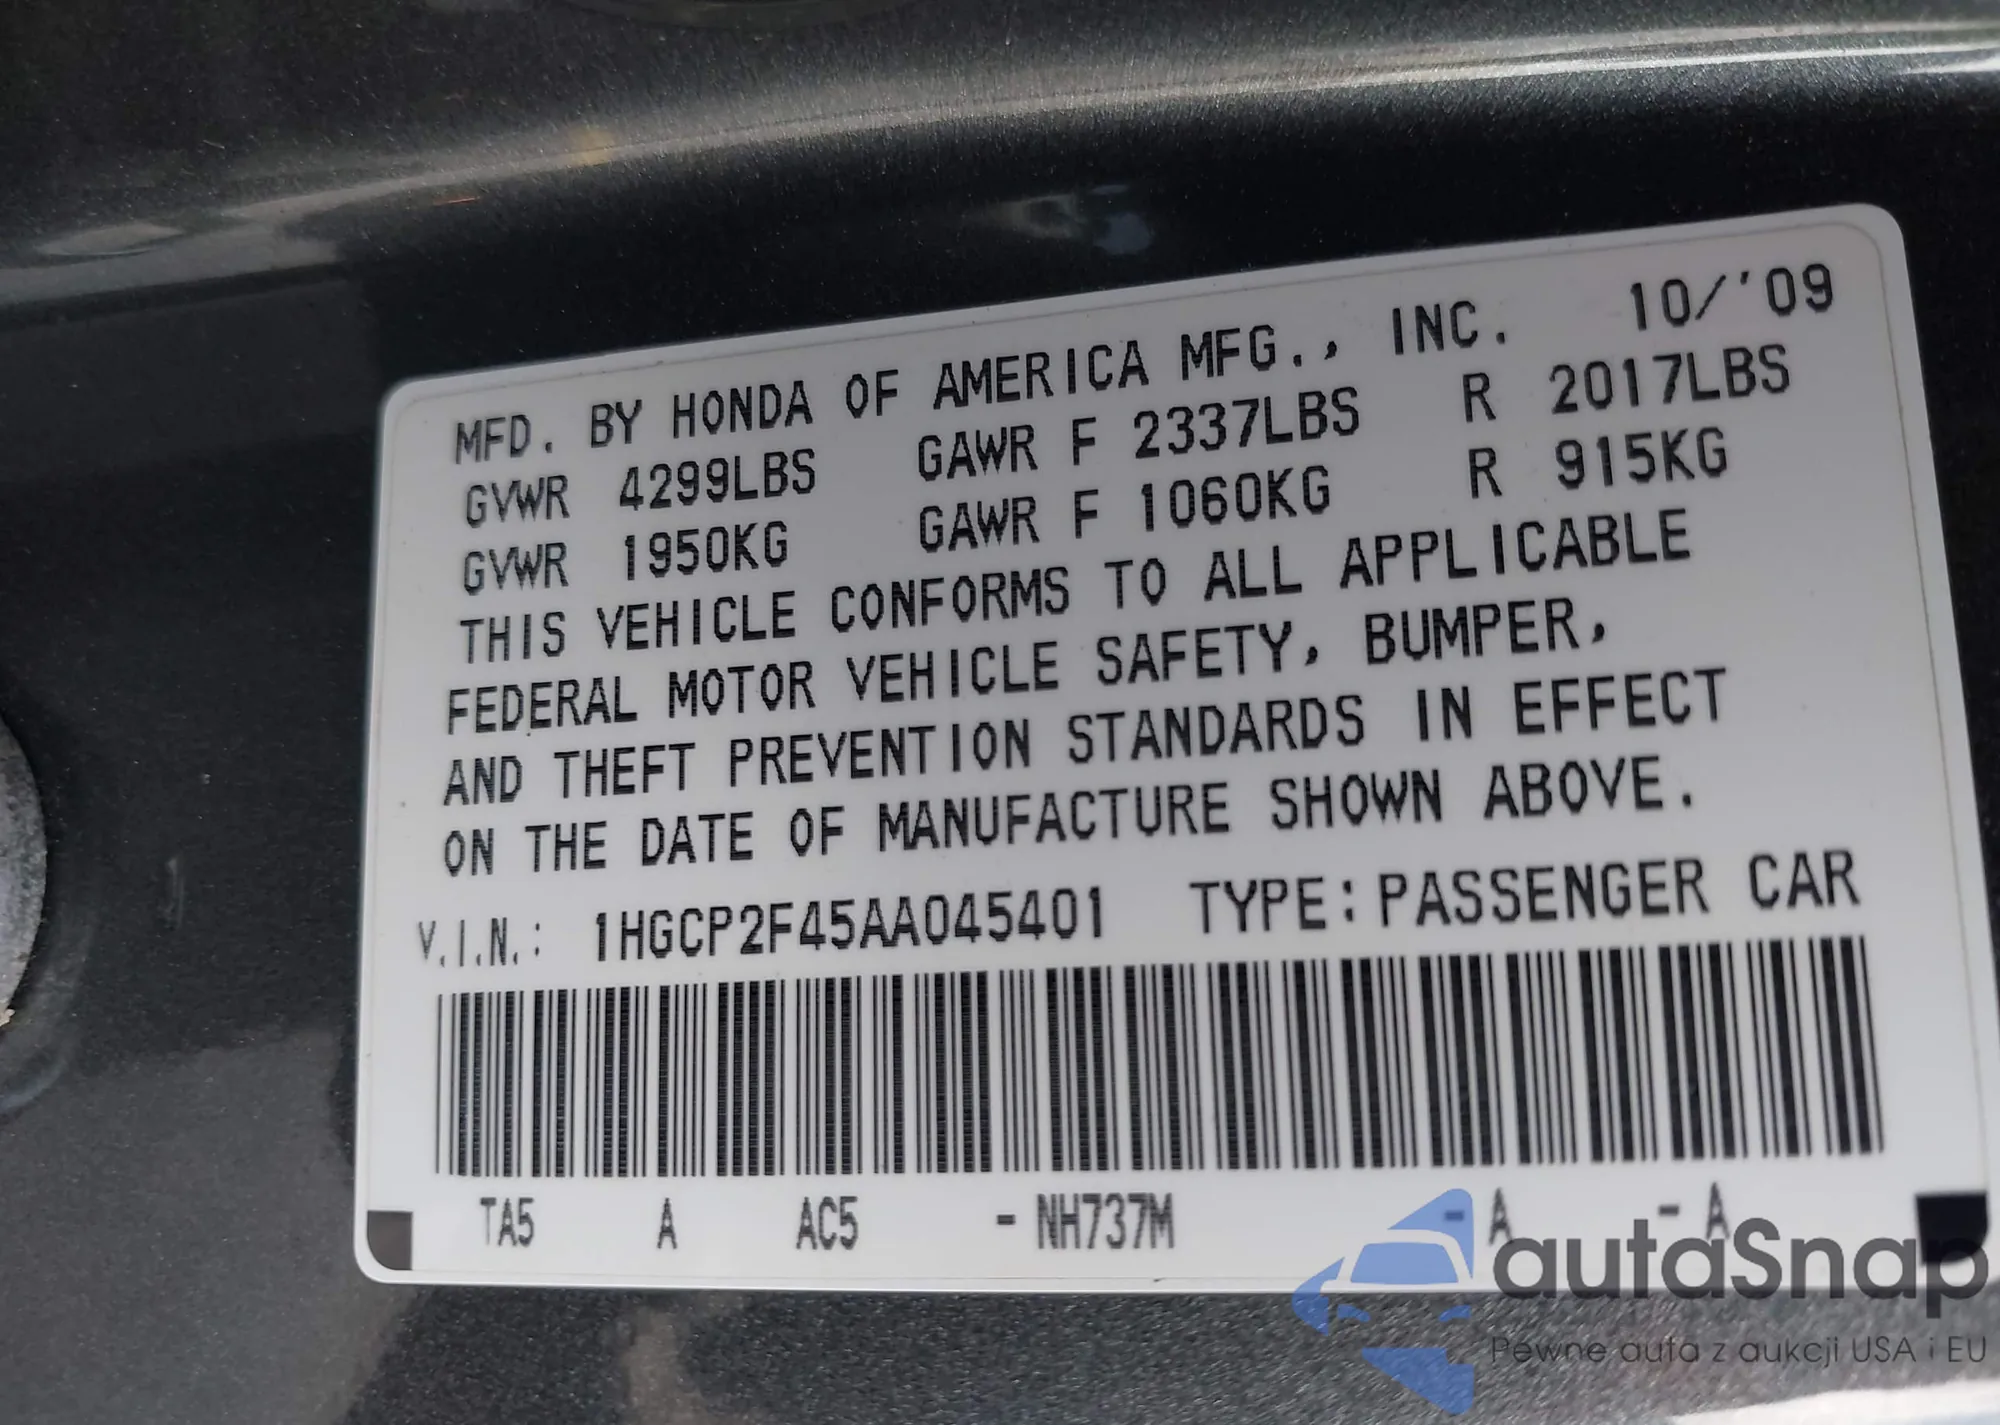 MFD. BY HONDA OF AMERICA MFG., INC. 10/'09
GVWR 4299LBS GAWR F 2337LBS R 2017LBS
GVWR 1950KG GAWR F 1060KG R 915KG
THIS VEHICLE CONFORMS TO ALL APPLICABLE
FEDERAL MOTOR VEHICLE SAFETY, BUMPER,
AND THEFT PREVENTION STANDARDS IN EFFECT
ON THE DATE OF MANUFACTURE SHOWN ABOVE.
V.I.N.: 1HGCP2F45AA045401 TYPE:PASSENGER CAR
TA5 A AC5 - NH737M - A - A
autaSnap
Pewne auta z aukcji USA i EU